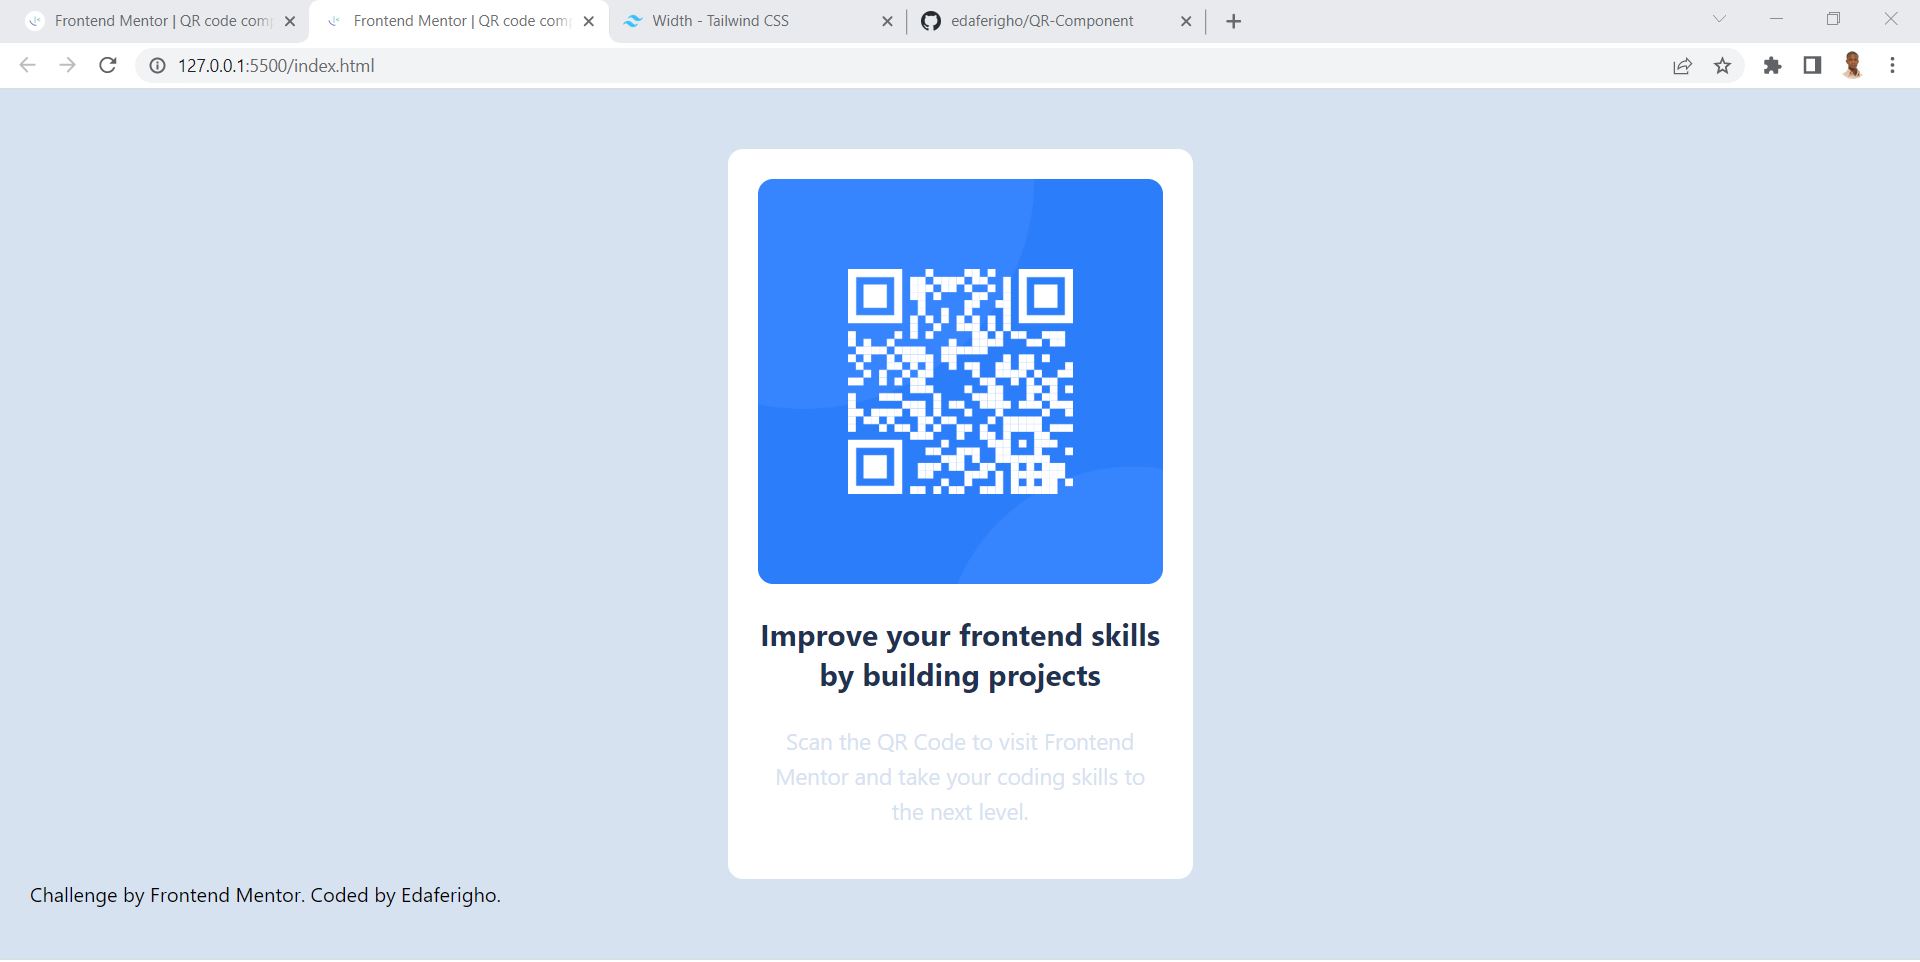 Frontend Mentor | QR code com
Frontend Mentor | QR code com
Width - Tailwind CSS
edaferigho/QR-Component
127.0.0.1:5500/index.html
Improve your frontend skills
by building projects
Scan the QR Code to visit Frontend
Mentor and take your coding skills to
the next level.
Challenge by Frontend Mentor. Coded by Edaferigho.